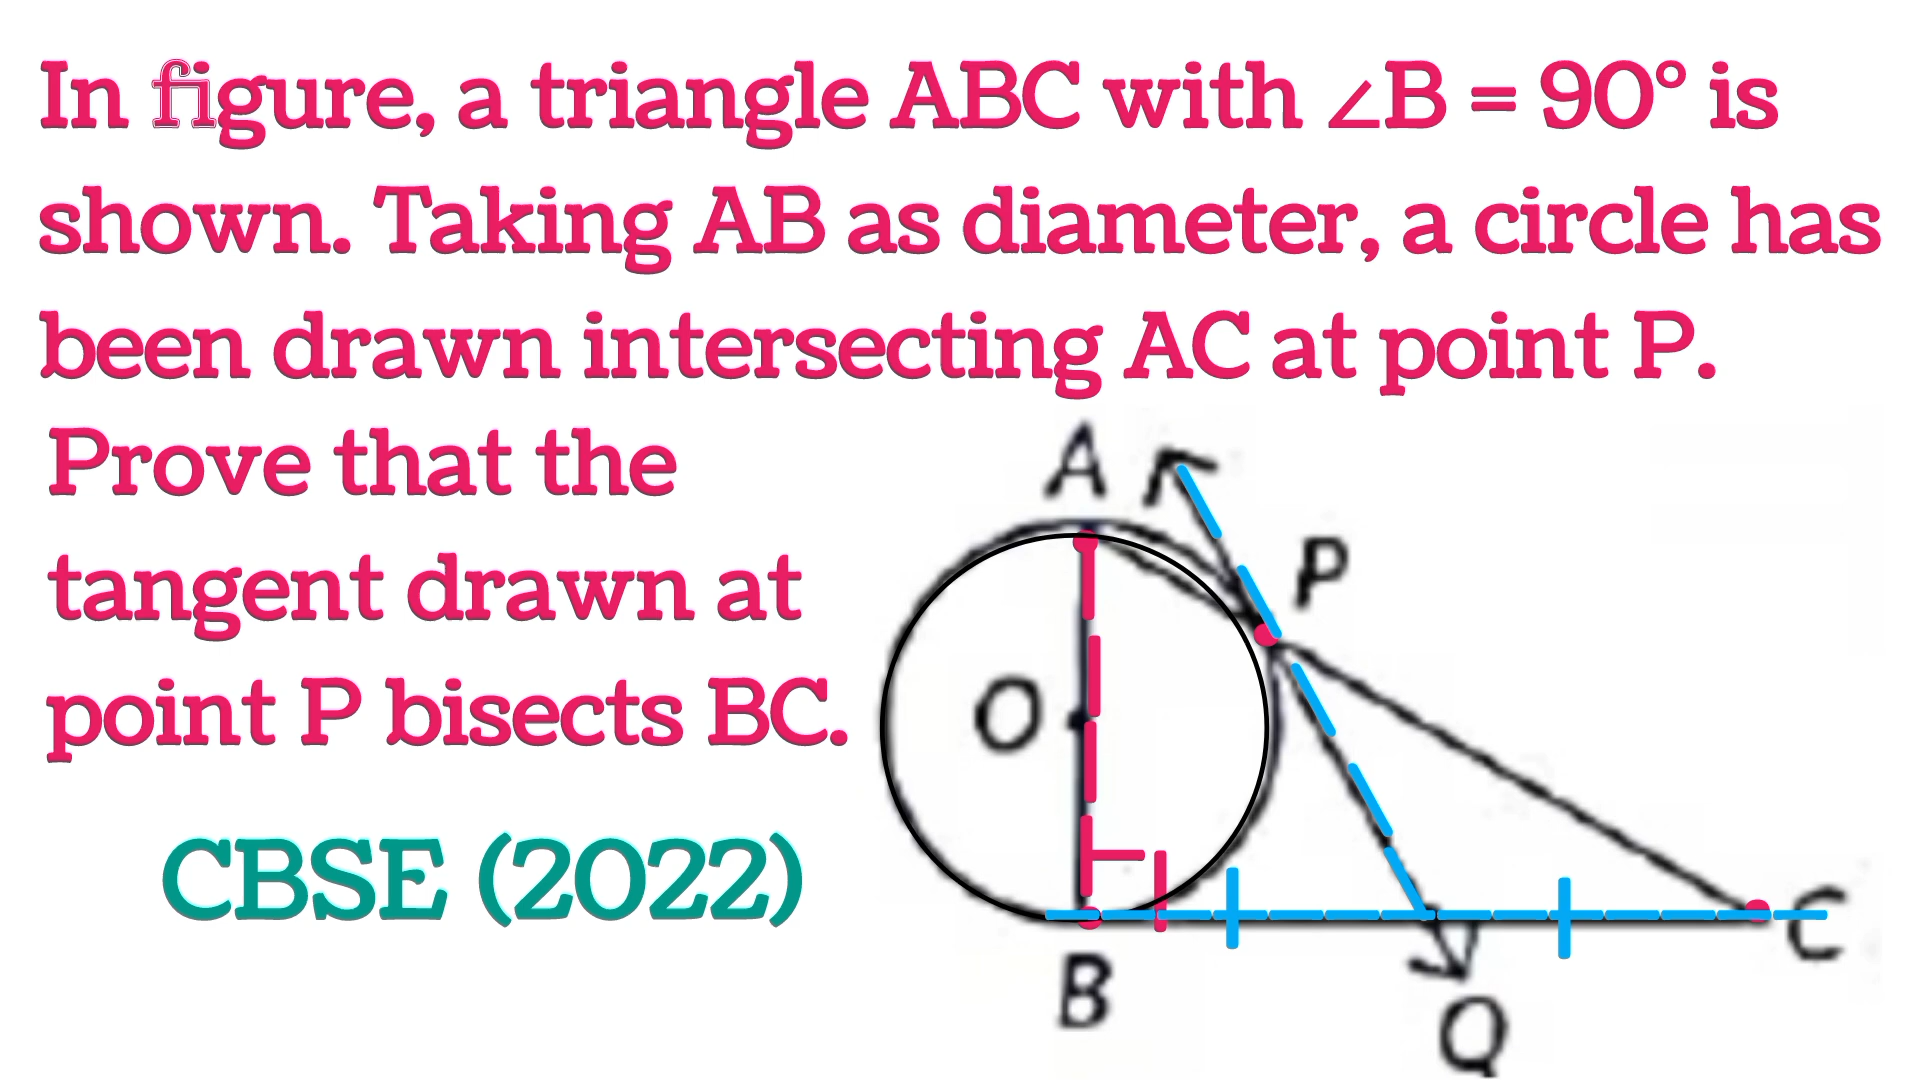 In figure, a triangle ABC with ∠B = 90° is
shown. Taking AB as diameter, a circle has
been drawn intersecting AC at point P.
Prove that the
tangent drawn at
point P bisects BC.
CBSE (2022)
A
P
O
B
C
Q